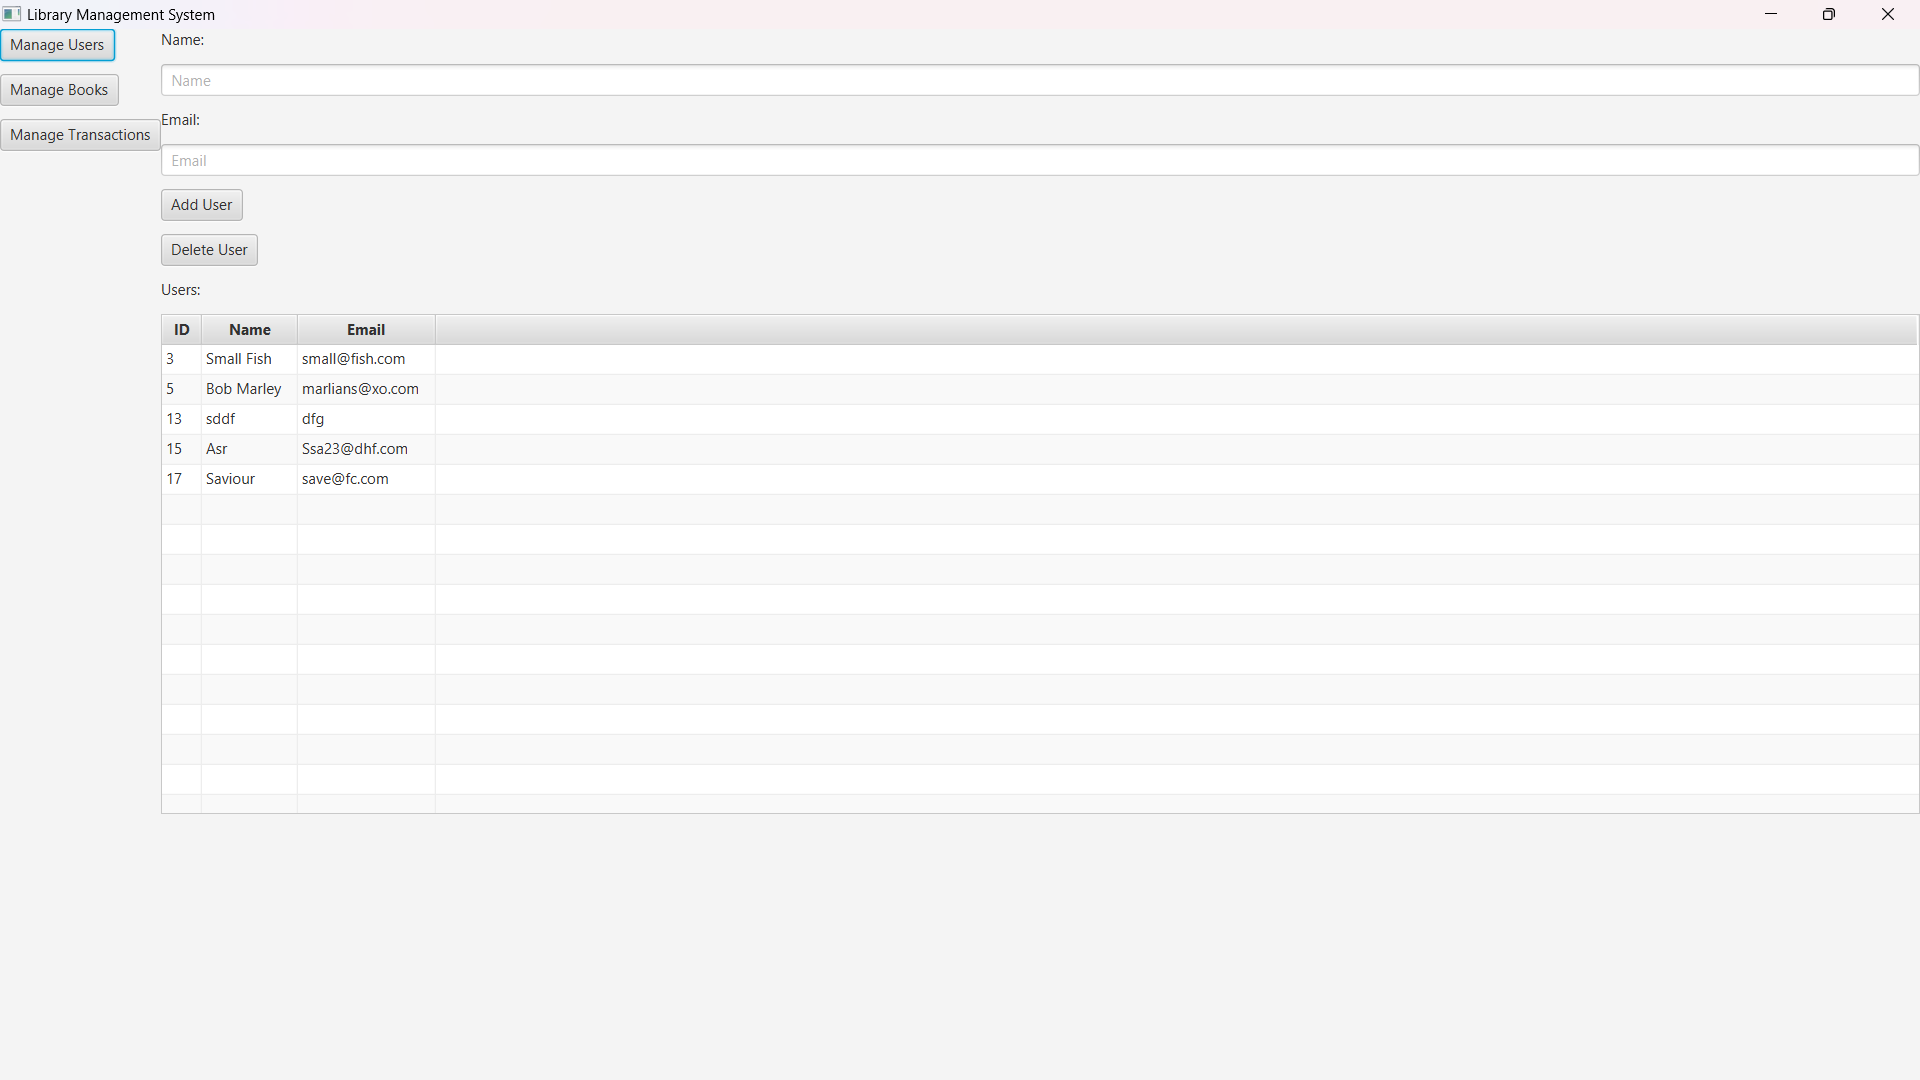 Library Management System
Manage Users
Manage Books
Manage Transactions
Name:
Name
Email:
Email
Add User
Delete User
Users:
ID Name Email
3 Small Fish small@fish.com
5 Bob Marley marlians@xo.com
13 sddf dfg
15 Asr Ssa23@dhf.com
17 Saviour save@fc.com